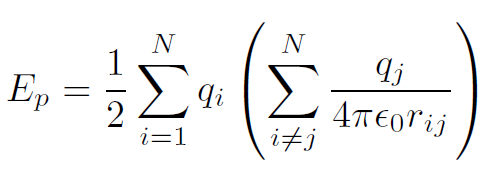 $E_p = \frac{1}{2} \sum_{i=1}^{N} q_i \left( \sum_{i \neq j}^{N} \frac{q_j}{4\pi\epsilon_0 r_{ij}} \right)$